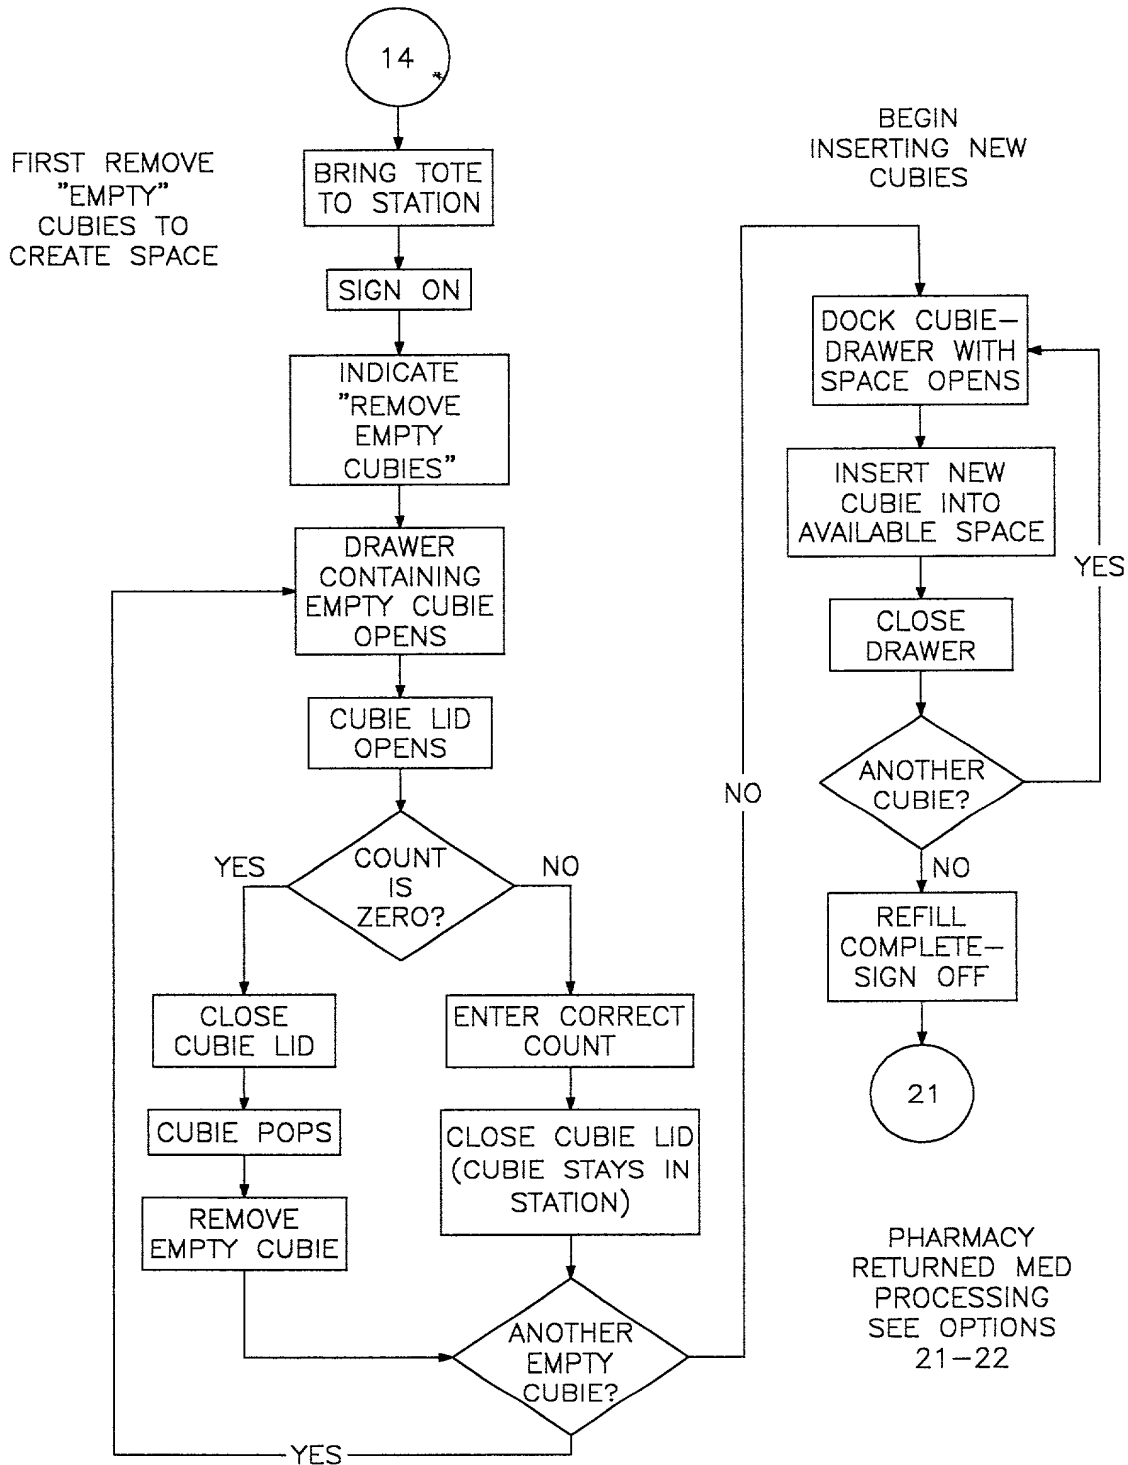 14
FIRST REMOVE
"EMPTY"
CUBIES TO
CREATE SPACE
BRING TOTE
TO STATION
SIGN ON
INDICATE
"REMOVE
EMPTY
CUBIES"
DRAWER
CONTAINING
EMPTY CUBIE
OPENS
CUBIE LID
OPENS
COUNT
IS
ZERO?
YES
NO
CLOSE
CUBIE LID
CUBIE POPS
REMOVE
EMPTY CUBIE
ENTER CORRECT
COUNT
CLOSE CUBIE LID
(CUBIE STAYS IN
STATION)
ANOTHER
EMPTY
CUBIE?
YES
NO
BEGIN
INSERTING NEW
CUBIES
DOCK CUBIE-
DRAWER WITH
SPACE OPENS
INSERT NEW
CUBIE INTO
AVAILABLE SPACE
CLOSE
DRAWER
ANOTHER
CUBIE?
YES
NO
REFILL
COMPLETE-
SIGN OFF
21
PHARMACY
RETURNED MED
PROCESSING
SEE OPTIONS
21-22